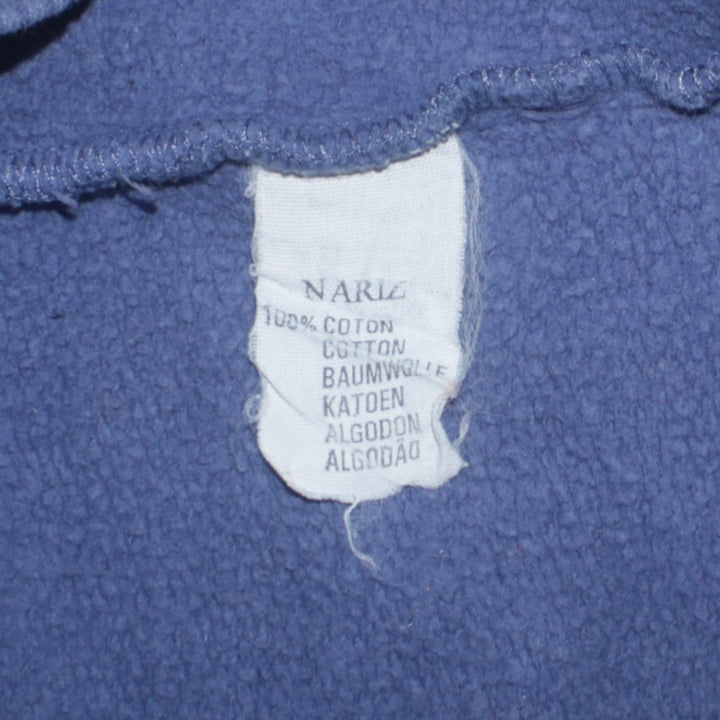 NARIZ
100% COTON
COTTON
BAUMWOLLE
KATOEN
ALGODON
ALGODÃO